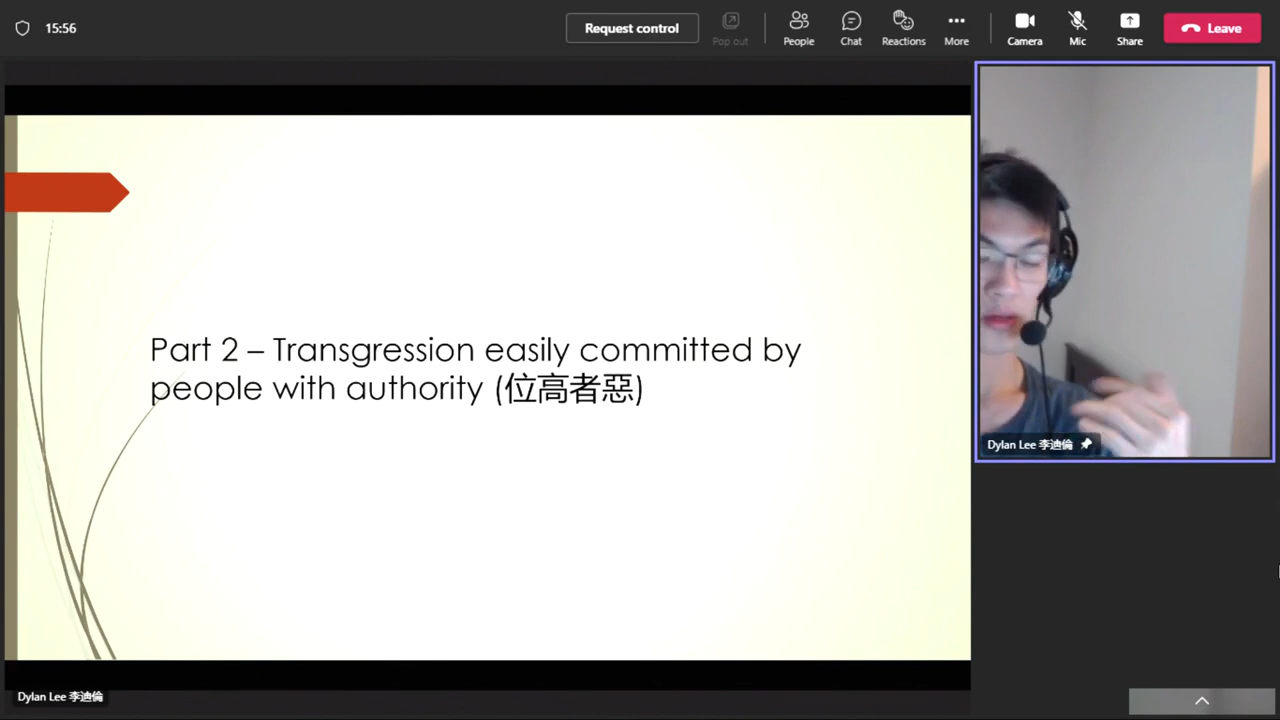 15:56
Request control
Pop out
People
Chat
Reactions
More
Camera
Mic
Share
Leave
Part 2 – Transgression easily committed by
people with authority (位高者惡)
Dylan Lee 李迪倫
Dylan Lee 李迪倫